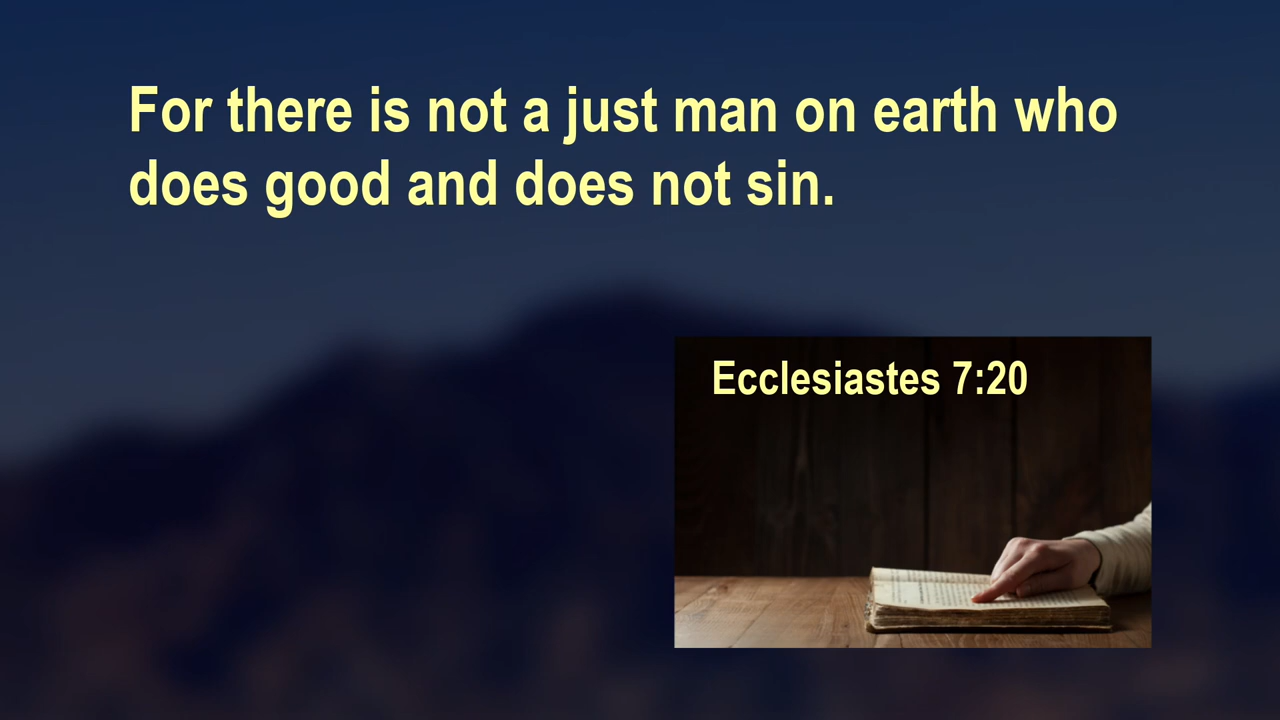 For there is not a just man on earth who
does good and does not sin.
Ecclesiastes 7:20